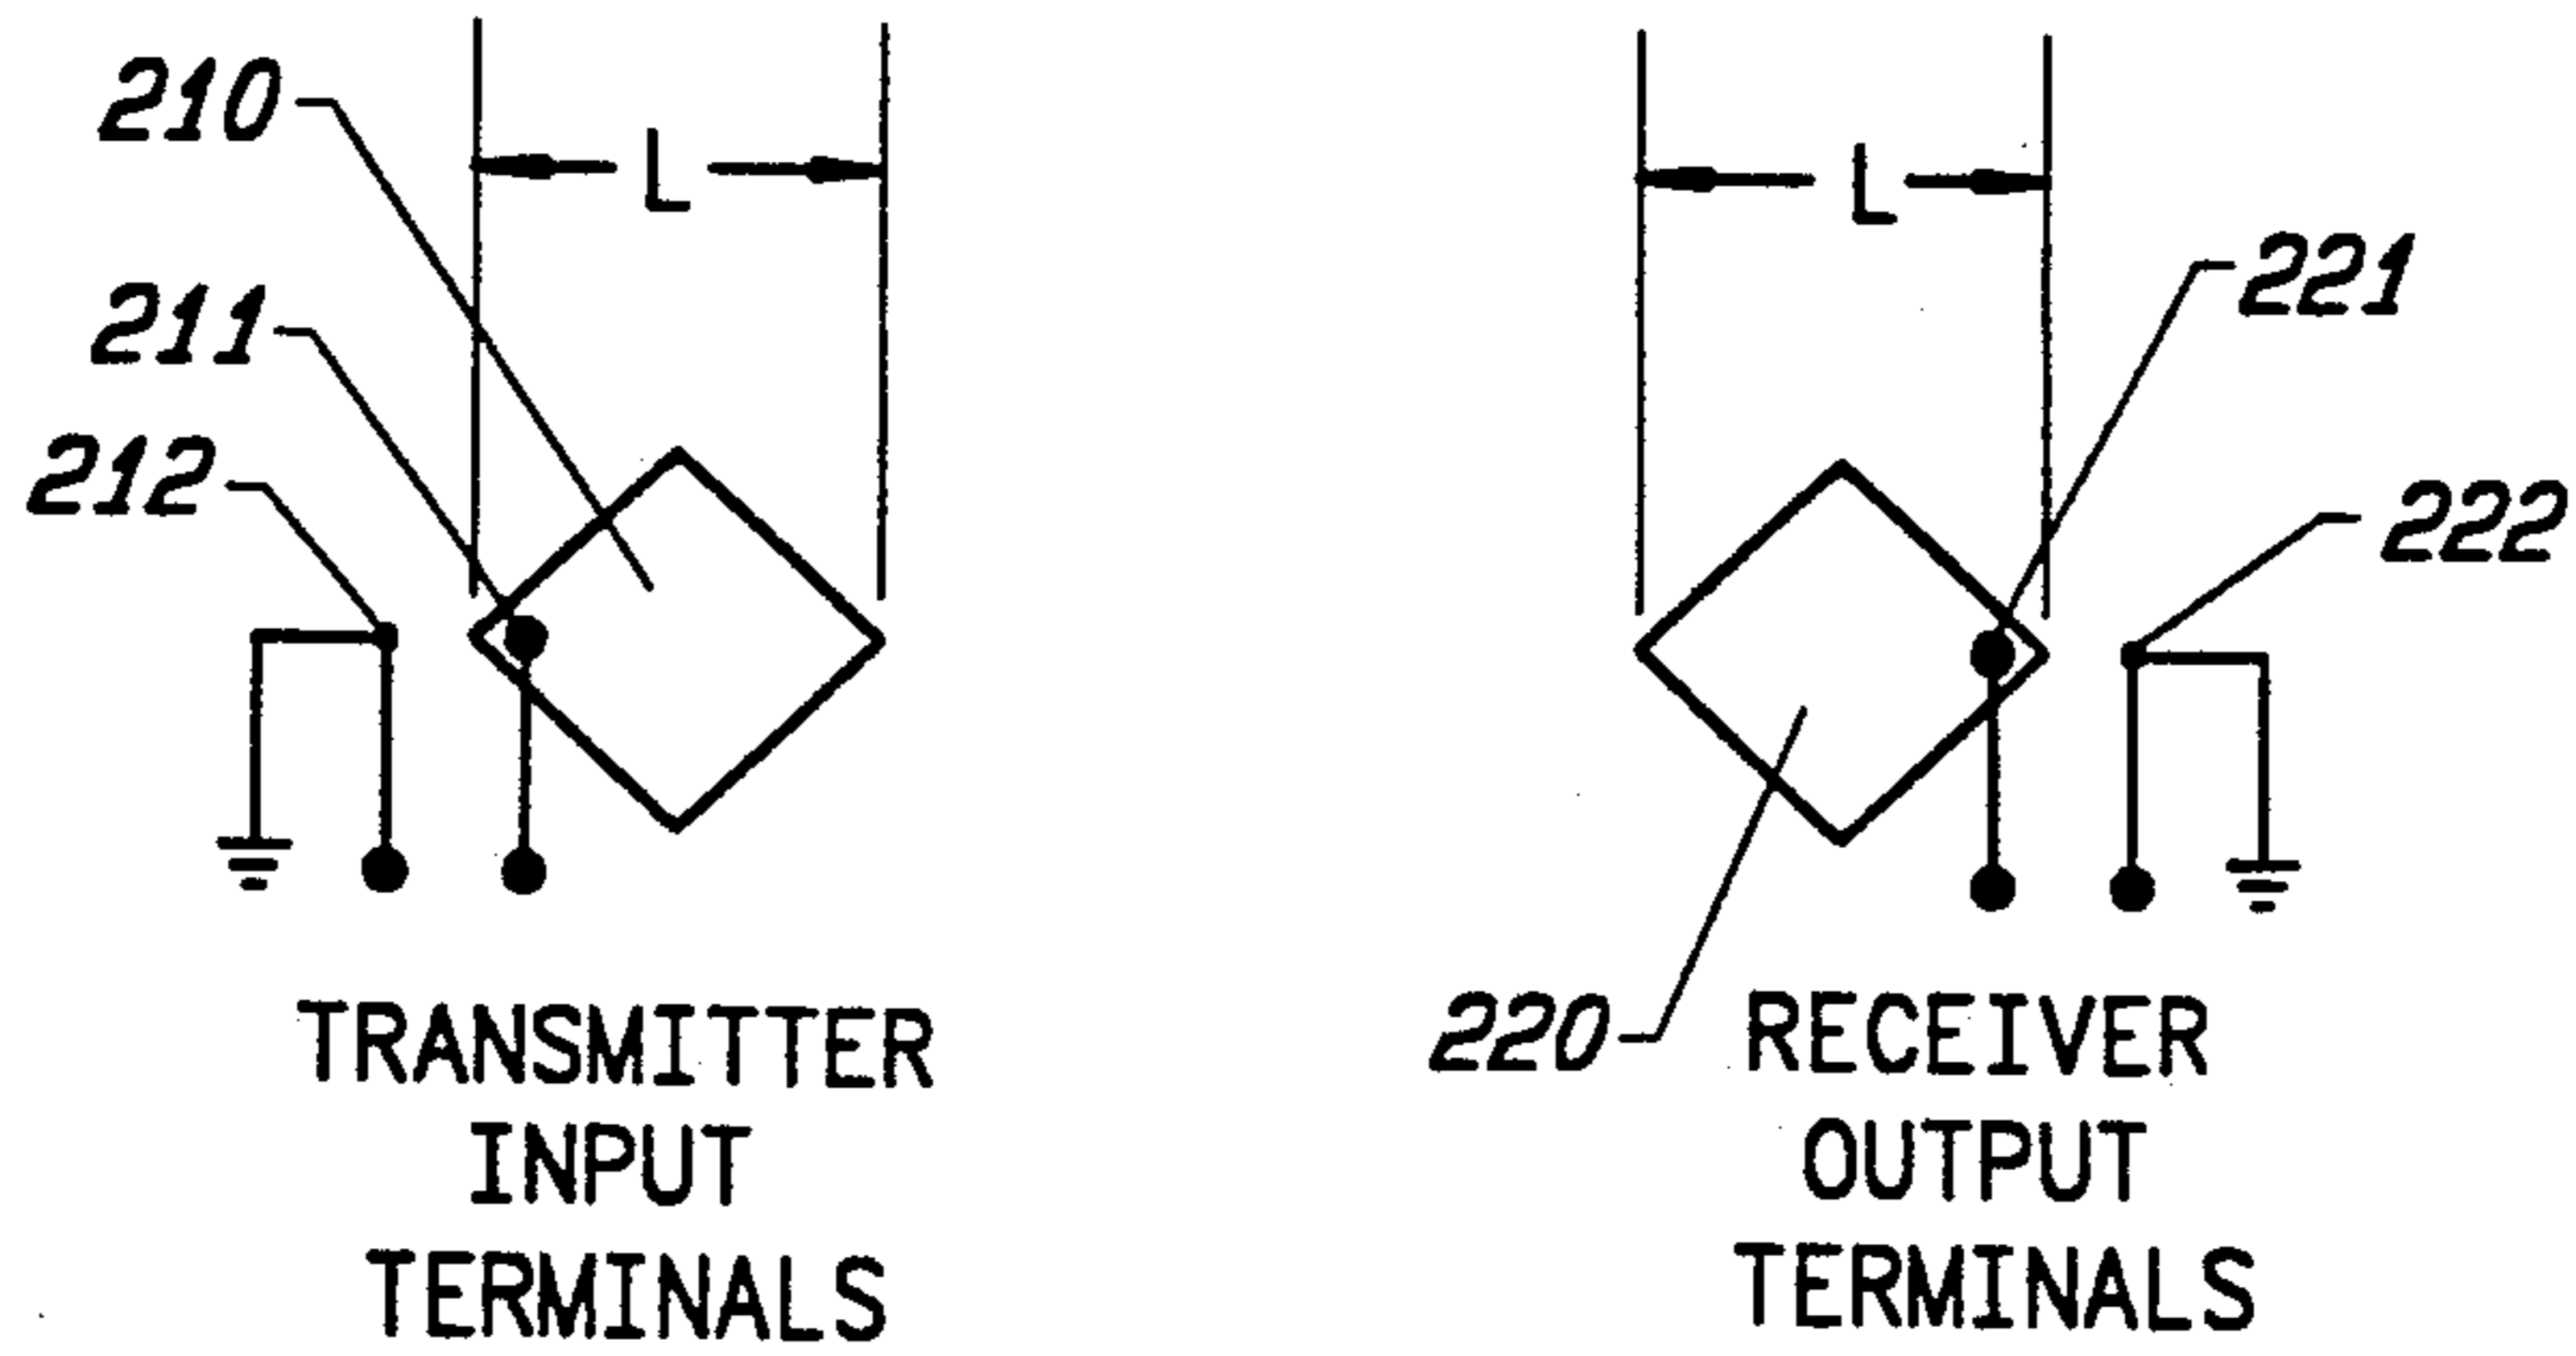 210
L
L
211
221
212
222
220
TRANSMITTER
INPUT
TERMINALS
RECEIVER
OUTPUT
TERMINALS